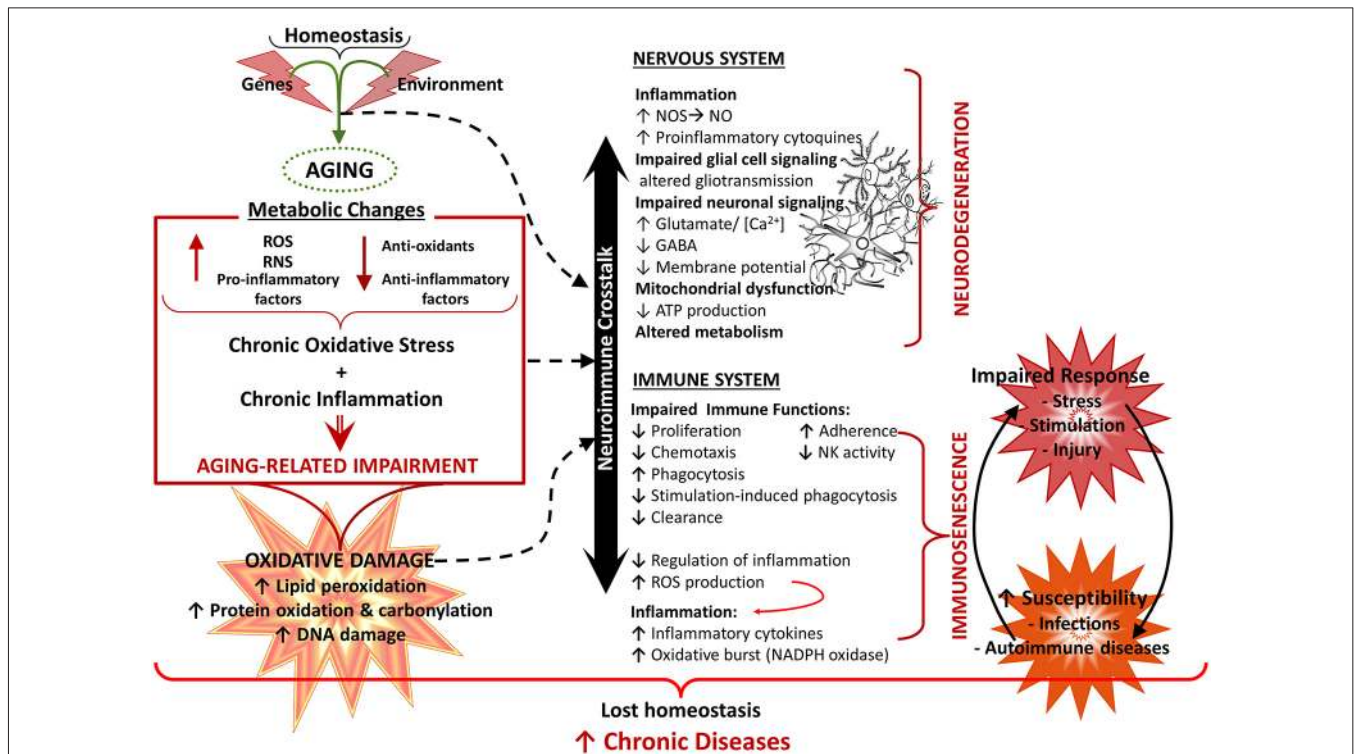 Homeostasis
Genes
Environment
AGING
Metabolic Changes
ROS
RNS
Pro-inflammatory
factors
Anti-oxidants
Anti-inflammatory
factors
Chronic Oxidative Stress
+
Chronic Inflammation
AGING-RELATED IMPAIRMENT
OXIDATIVE DAMAGE
↑ Lipid peroxidation
↑ Protein oxidation & carbonylation
↑ DNA damage
Neuroimmune Crosstalk
NERVOUS SYSTEM
Inflammation
↑ NOS→ NO
↑ Proinflammatory cytoquines
Impaired glial cell signaling
altered gliotransmission
Impaired neuronal signaling
↑ Glutamate/ [Ca²⁺]
↓ GABA
↓ Membrane potential
Mitochondrial dysfunction
↓ ATP production
Altered metabolism
NEURODEGENERATION
IMMUNE SYSTEM
Impaired Immune Functions:
↓ Proliferation ↑ Adherence
↓ Chemotaxis ↓ NK activity
↑ Phagocytosis
↓ Stimulation-induced phagocytosis
↓ Clearance
↓ Regulation of inflammation
↑ ROS production
Inflammation:
↑ Inflammatory cytokines
↑ Oxidative burst (NADPH oxidase)
IMMUNOSENESCENCE
Impaired Response
- Stress
- Stimulation
- Injury
↑ Susceptibility
- Infections
- Autoimmune diseases
Lost homeostasis
↑ Chronic Diseases